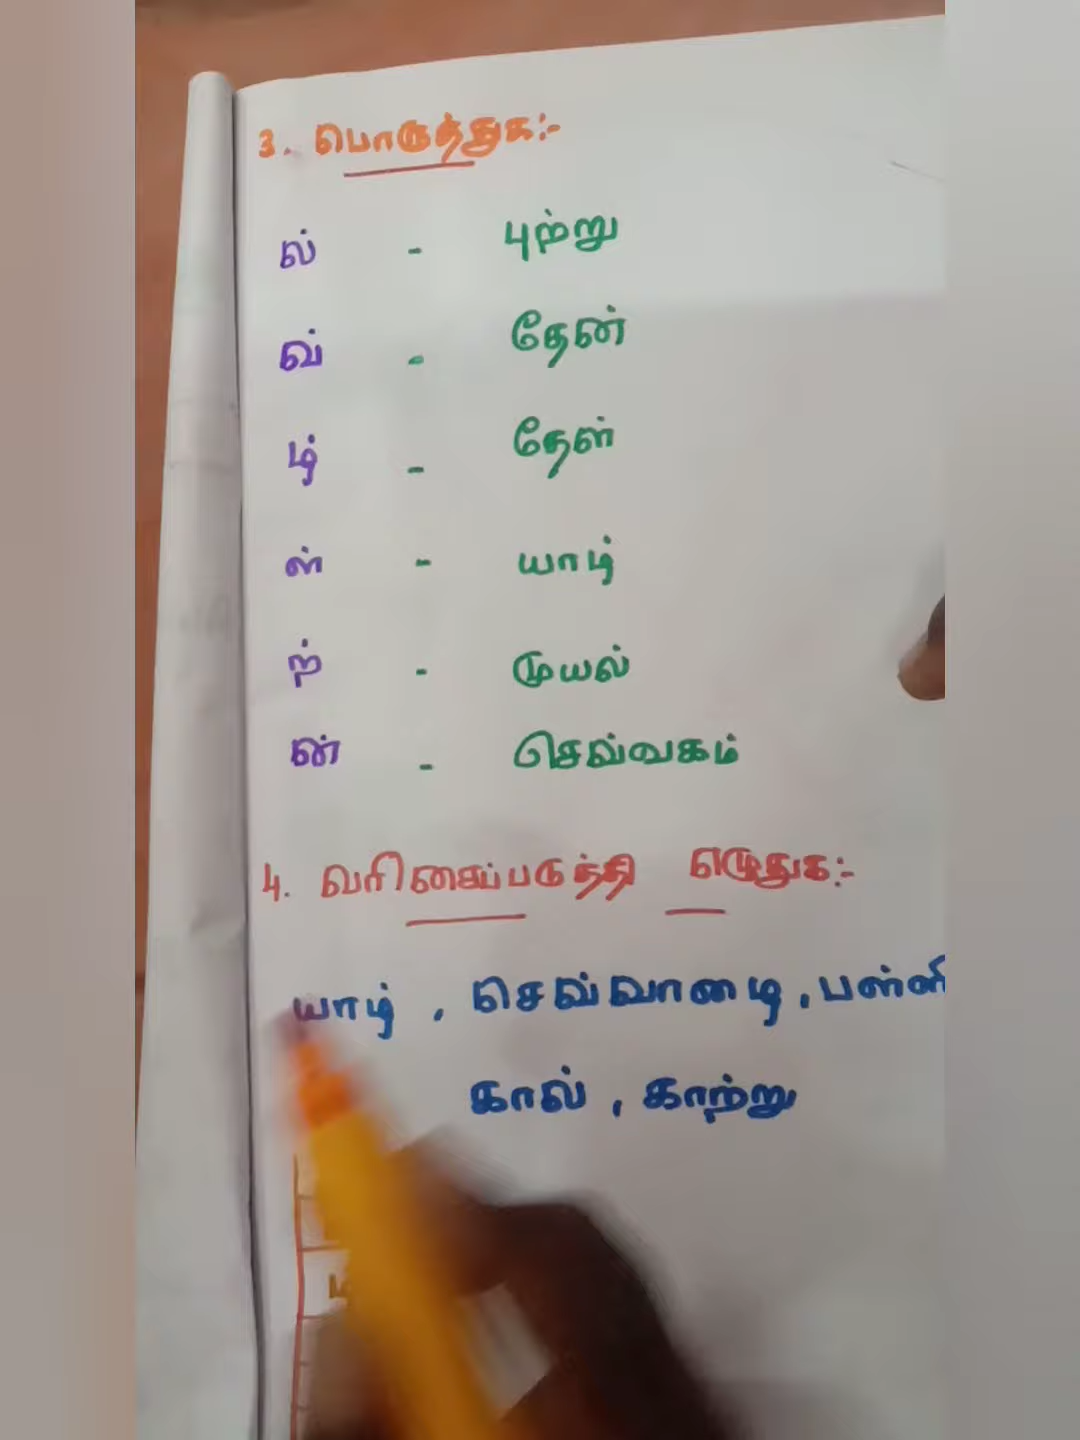 3. பொருத்துக:-
ல் - புற்று
வ் - தேன்
ழ் - தேள்
ள் - யாழ்
ற் - முயல்
ன் - செவ்வகம்
4. வரிசைப்படுத்தி எழுதுக:-
யாழ் , செவ்வாழை , பள்ளி
கால் , காற்று